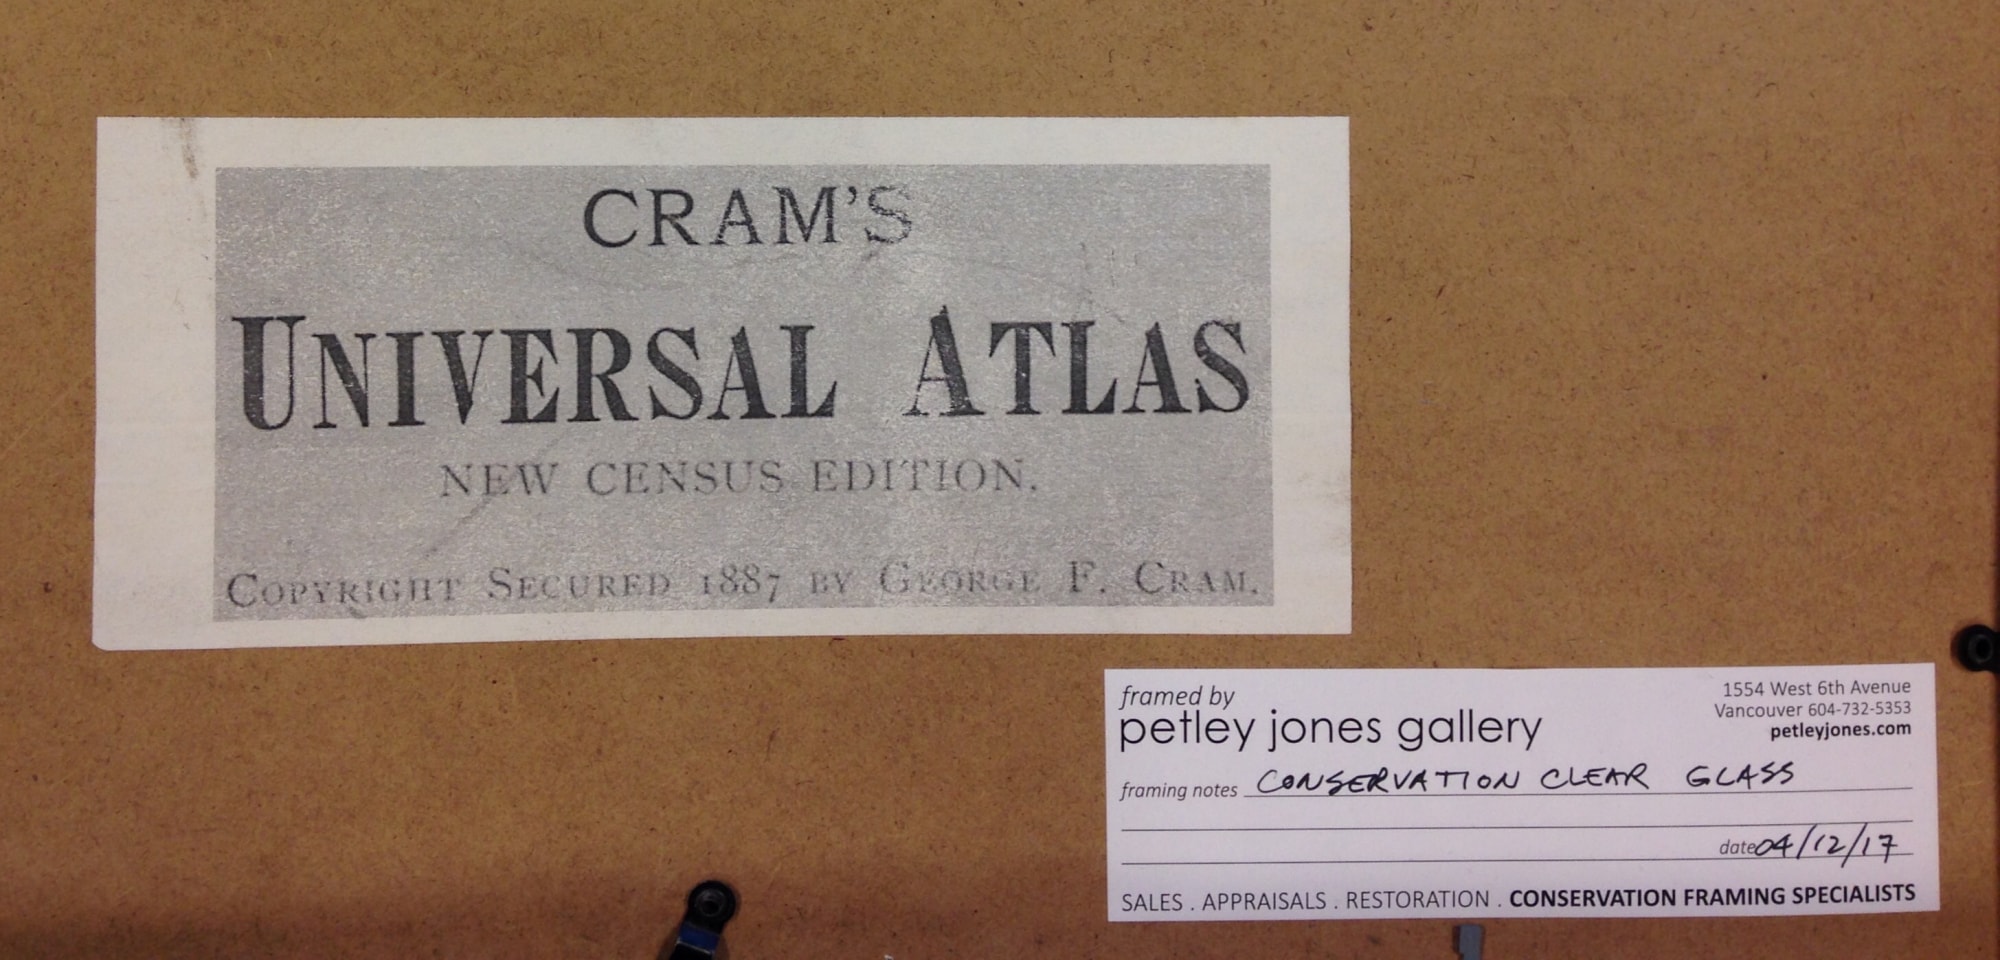 CRAM'S
UNIVERSAL ATLAS
NEW CENSUS EDITION.
COPYRIGHT SECURED 1887 BY GEORGE F. CRAM.
framed by
petley jones gallery
1554 West 6th Avenue
Vancouver 604-732-5353
petleyjones.com
framing notes CONSERVATION CLEAR GLASS
date 04/12/17
SALES . APPRAISALS . RESTORATION . CONSERVATION FRAMING SPECIALISTS